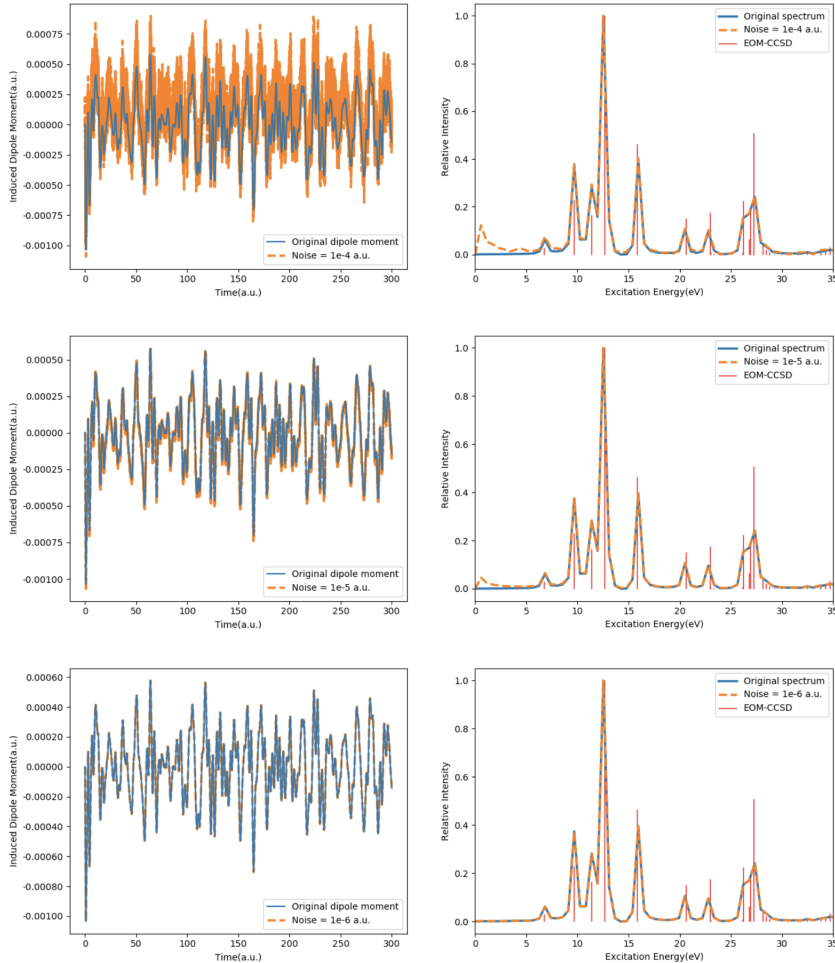 0.00075
0.00050
0.00025
0.00000
-0.00025
-0.00050
-0.00075
-0.00100
Induced Dipole Moment(a.u.)
Original dipole moment
Noise = 1e-4 a.u.
0 50 100 150 200 250 300
Time(a.u.)
1.0
0.8
0.6
0.4
0.2
0.0
Relative Intensity
Original spectrum
Noise = 1e-4 a.u.
EOM-CCSD
0 5 10 15 20 25 30 35
Excitation Energy(eV)
0.00050
0.00025
0.00000
-0.00025
-0.00050
-0.00075
-0.00100
Induced Dipole Moment(a.u.)
Original dipole moment
Noise = 1e-5 a.u.
0 50 100 150 200 250 300
Time(a.u.)
1.0
0.8
0.6
0.4
0.2
0.0
Relative Intensity
Original spectrum
Noise = 1e-5 a.u.
EOM-CCSD
0 5 10 15 20 25 30 35
Excitation Energy(eV)
0.00060
0.00040
0.00020
0.00000
-0.00020
-0.00040
-0.00060
-0.00080
-0.00100
Induced Dipole Moment(a.u.)
Original dipole moment
Noise = 1e-6 a.u.
0 50 100 150 200 250 300
Time(a.u.)
1.0
0.8
0.6
0.4
0.2
0.0
Relative Intensity
Original spectrum
Noise = 1e-6 a.u.
EOM-CCSD
0 5 10 15 20 25 30 35
Excitation Energy(eV)